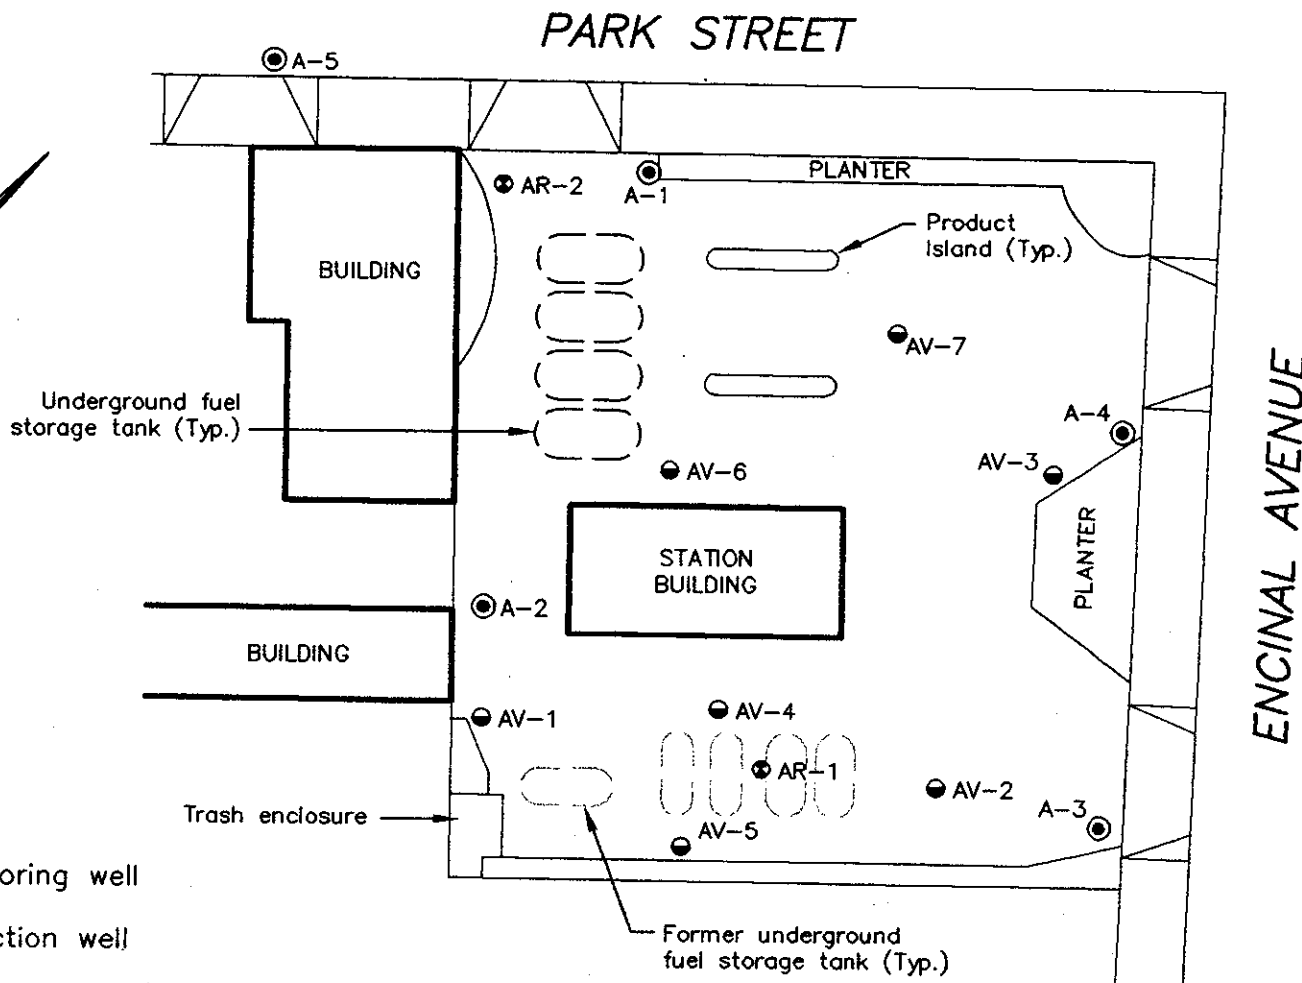 PARK STREET
A-5
AR-2
A-1
PLANTER
Product
Island (Typ.)
BUILDING
AV-7
Underground fuel
storage tank (Typ.)
A-4
AV-3
AV-6
ENCINAL AVENUE
STATION
BUILDING
PLANTER
A-2
BUILDING
AV-1
AV-4
AR-1
AV-2
Trash enclosure
AV-5
A-3
oring well
ction well
Former underground
fuel storage tank (Typ.)